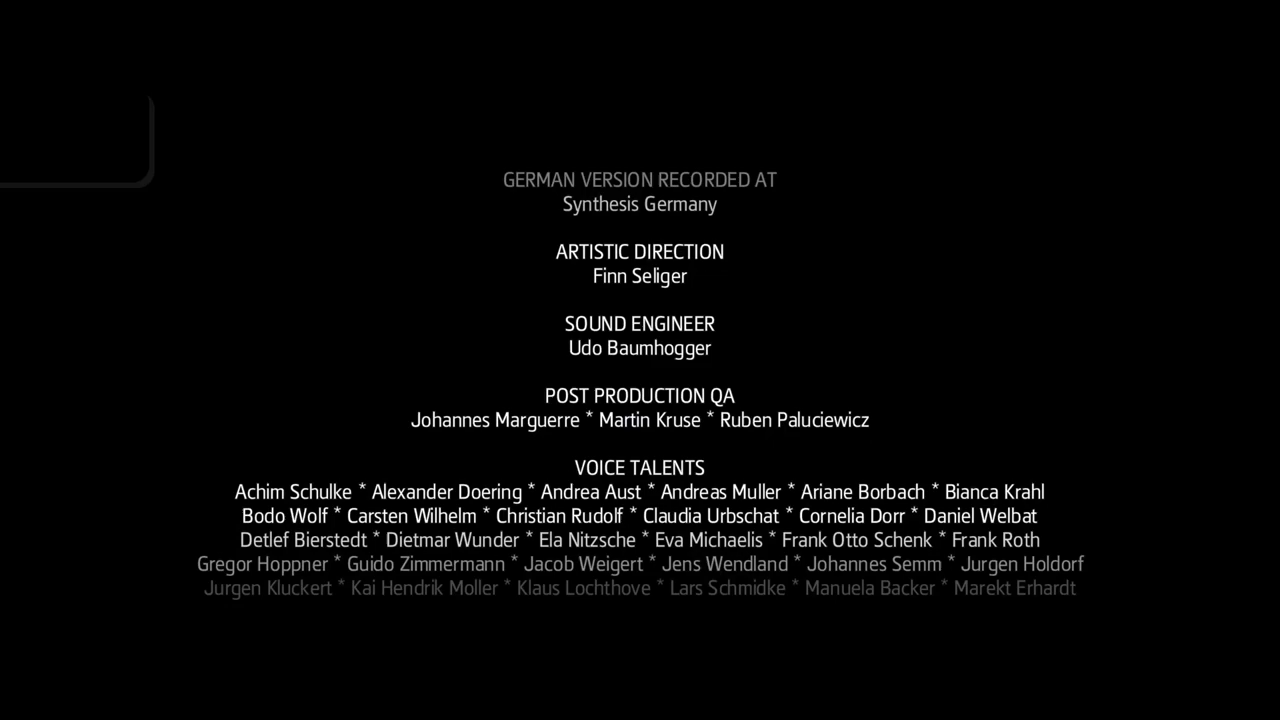 GERMAN VERSION RECORDED AT
Synthesis Germany
ARTISTIC DIRECTION
Finn Seliger
SOUND ENGINEER
Udo Baumhogger
POST PRODUCTION QA
Johannes Marguerre * Martin Kruse * Ruben Paluciewicz
VOICE TALENTS
Achim Schulke * Alexander Doering * Andrea Aust * Andreas Muller * Ariane Borbach * Bianca Krahl
Bodo Wolf * Carsten Wilhelm * Christian Rudolf * Claudia Urbschat * Cornelia Dorr * Daniel Welbat
Detlef Bierstedt * Dietmar Wunder * Ela Nitzsche * Eva Michaelis * Frank Otto Schenk * Frank Roth
Gregor Hoppner * Guido Zimmermann * Jacob Weigert * Jens Wendland * Johannes Semm * Jurgen Holdorf
Jurgen Kluckert * Kai Hendrik Moller * Klaus Lochthove * Lars Schmidke * Manuela Backer * Marekt Erhardt